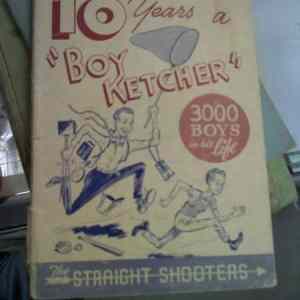 16 Years a
"BOY
KETCHER"
3000
BOYS
in his
life
The
STRAIGHT SHOOTERS